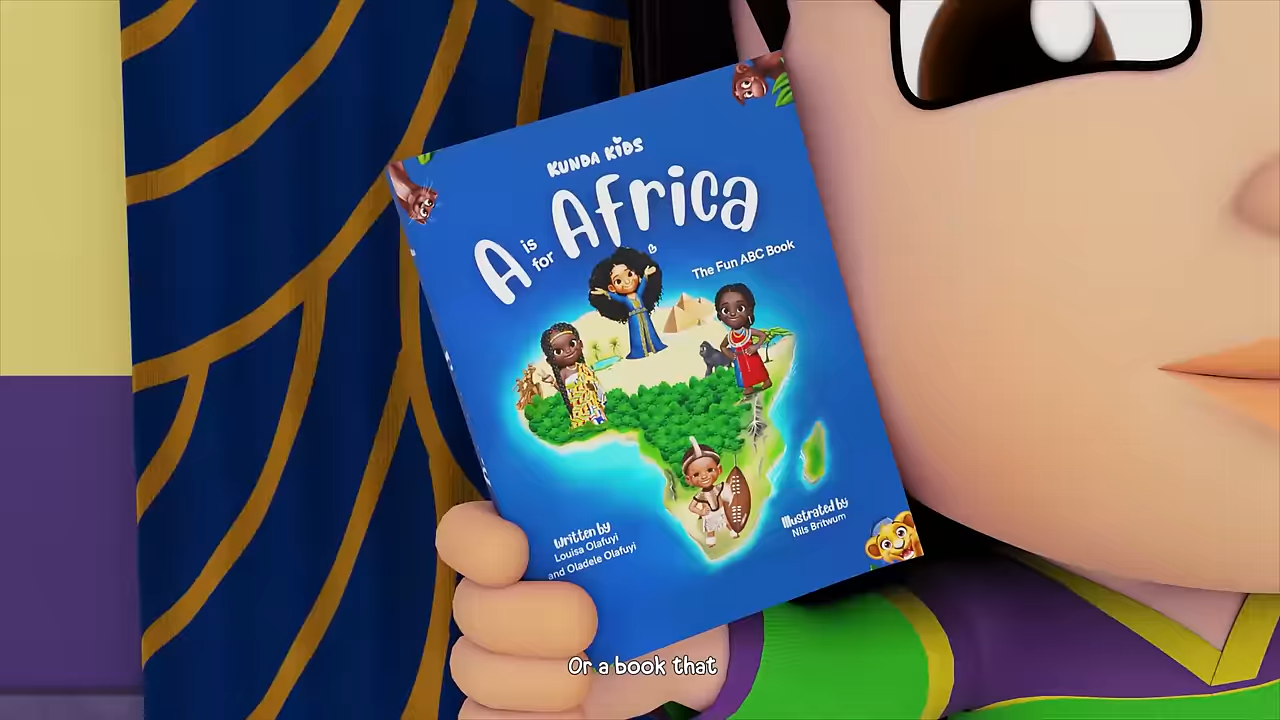 KUNDA KIDS
A is for Africa
The Fun ABC Book
Written by
Louisa Olafuyi
and Oladele Olafuyi
Illustrated by
Nils Britwum
Or a book that